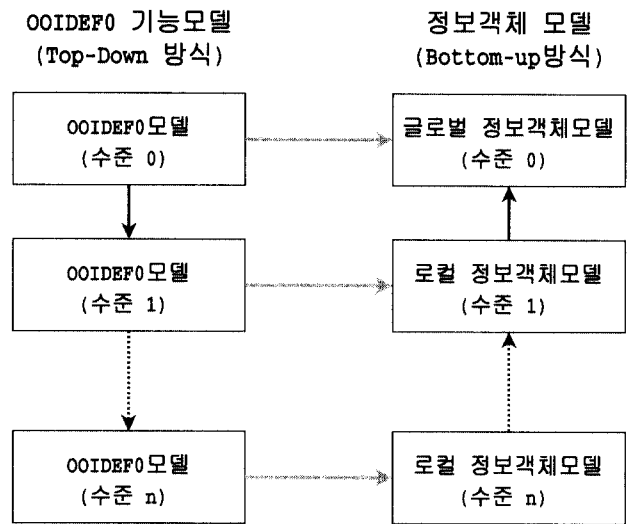 OOIDEF0 기능모델
(Top-Down 방식)
정보객체 모델
(Bottom-up방식)
OOIDEF0모델
(수준 0)
글로벌 정보객체모델
(수준 0)
OOIDEF0모델
(수준 1)
로컬 정보객체모델
(수준 1)
OOIDEF0모델
(수준 n)
로컬 정보객체모델
(수준 n)